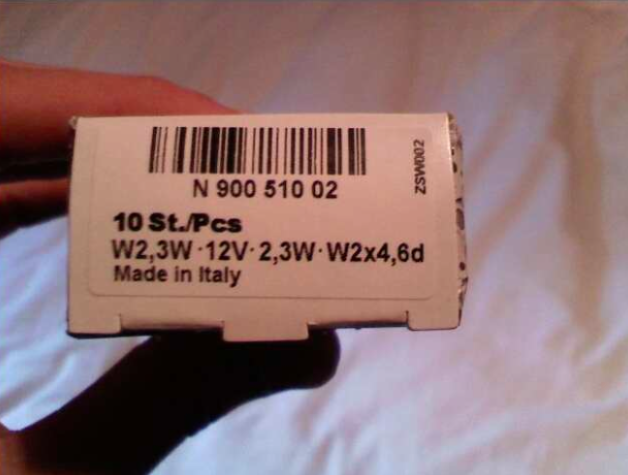 N 900 510 02
ZSW002
10 St./Pcs
W2,3W · 12V · 2,3W · W2x4,6d
Made in Italy